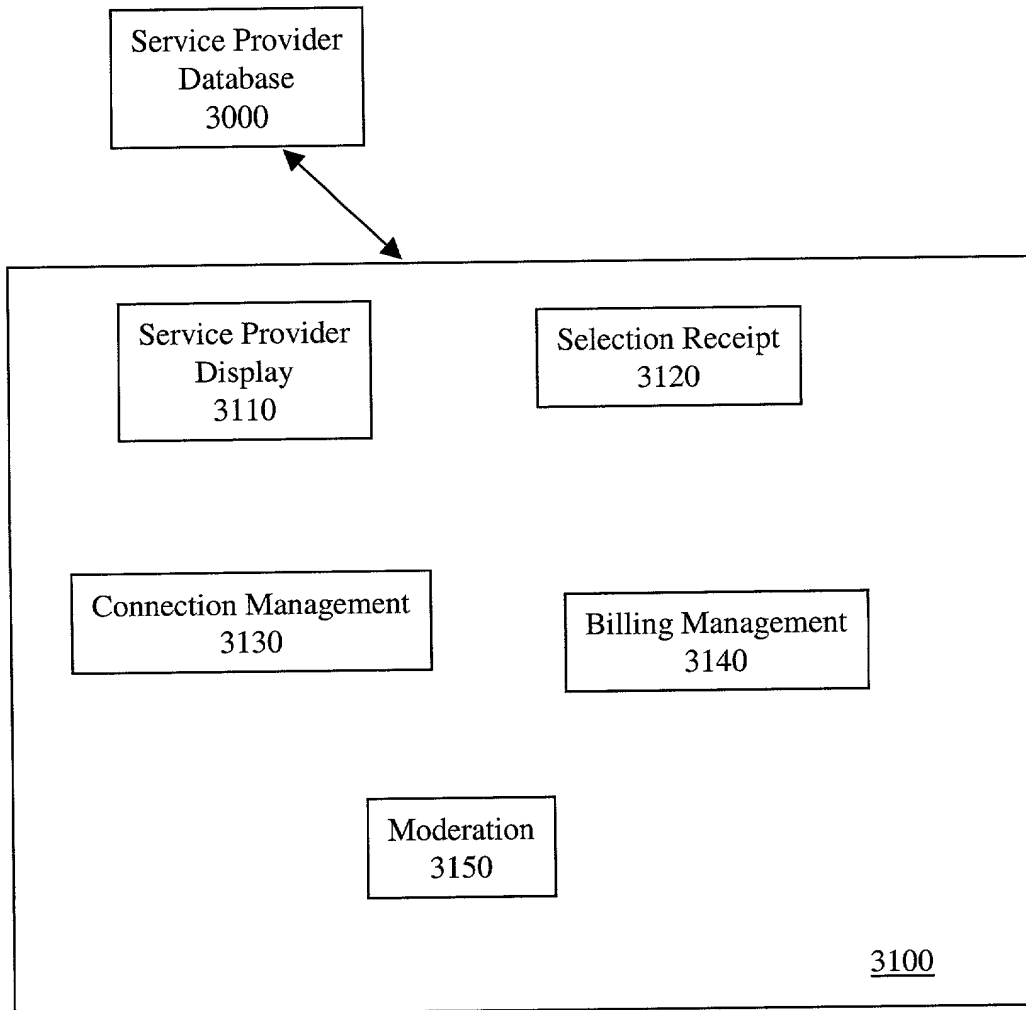 Service Provider
Database
3000
Service Provider
Display
3110
Selection Receipt
3120
Connection Management
3130
Billing Management
3140
Moderation
3150
3100